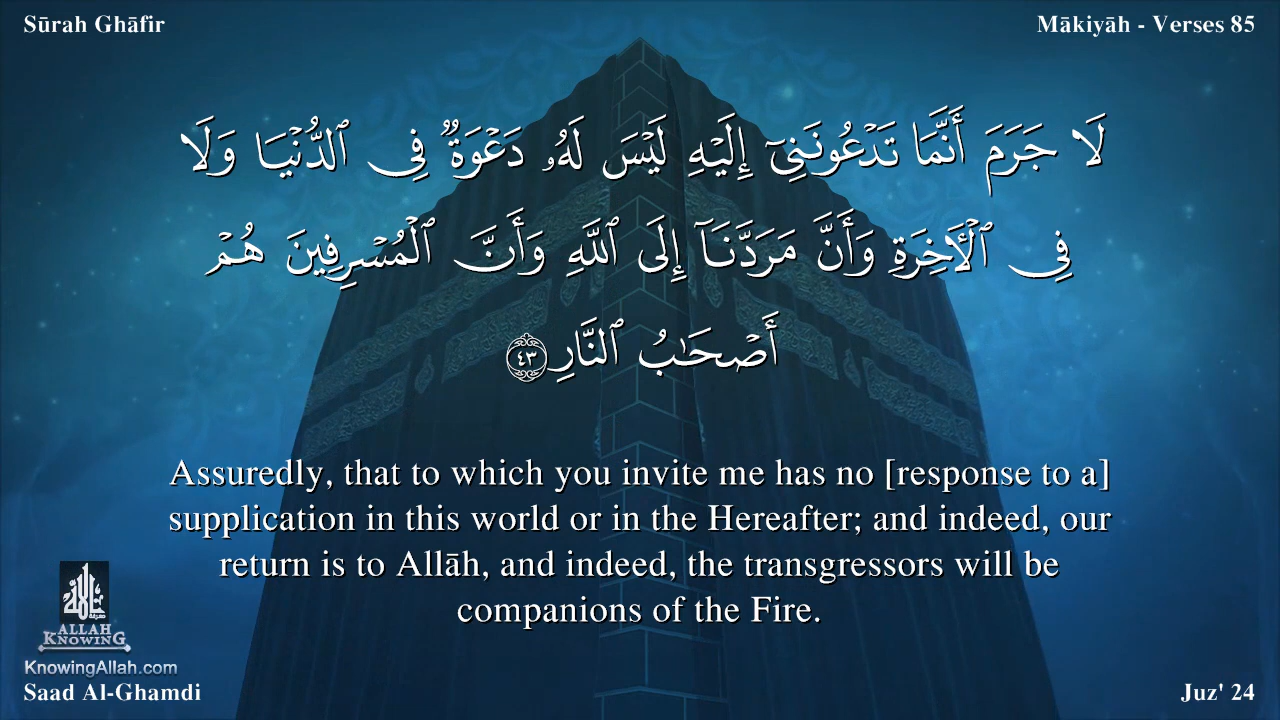 Sūrah Ghāfir
Mākiyāh - Verses 85
لَا جَرَمَ أَنَّمَا تَدْعُونَنِىٓ إِلَيْهِ لَيْسَ لَهُۥ دَعْوَةٌ فِى ٱلدُّنْيَا وَلَا
فِى ٱلْأَخِرَةِ وَأَنَّ مَرَدَّنَآ إِلَى ٱللَّهِ وَأَنَّ ٱلْمُسْرِفِينَ هُمْ
أَصْحَـٰبُ ٱلنَّارِ ٤٣
Assuredly, that to which you invite me has no [response to a]
supplication in this world or in the Hereafter; and indeed, our
return is to Allāh, and indeed, the transgressors will be
companions of the Fire.
ALLAH
KNOWING
KnowingAllah.com
Saad Al-Ghamdi
Juz' 24